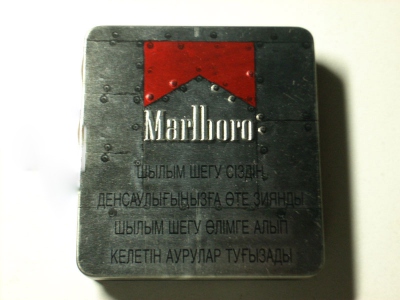 Marlboro
ШЫЛЫМ ШЕГУ СІЗДІҢ
ДЕНСАУЛЫҒЫҢЫЗҒА ӨТЕ ЗИЯНДЫ
ШЫЛЫМ ШЕГУ ӨЛІМГЕ АЛЫП
КЕЛЕТІН АУРУЛАР ТУҒЫЗАДЫ